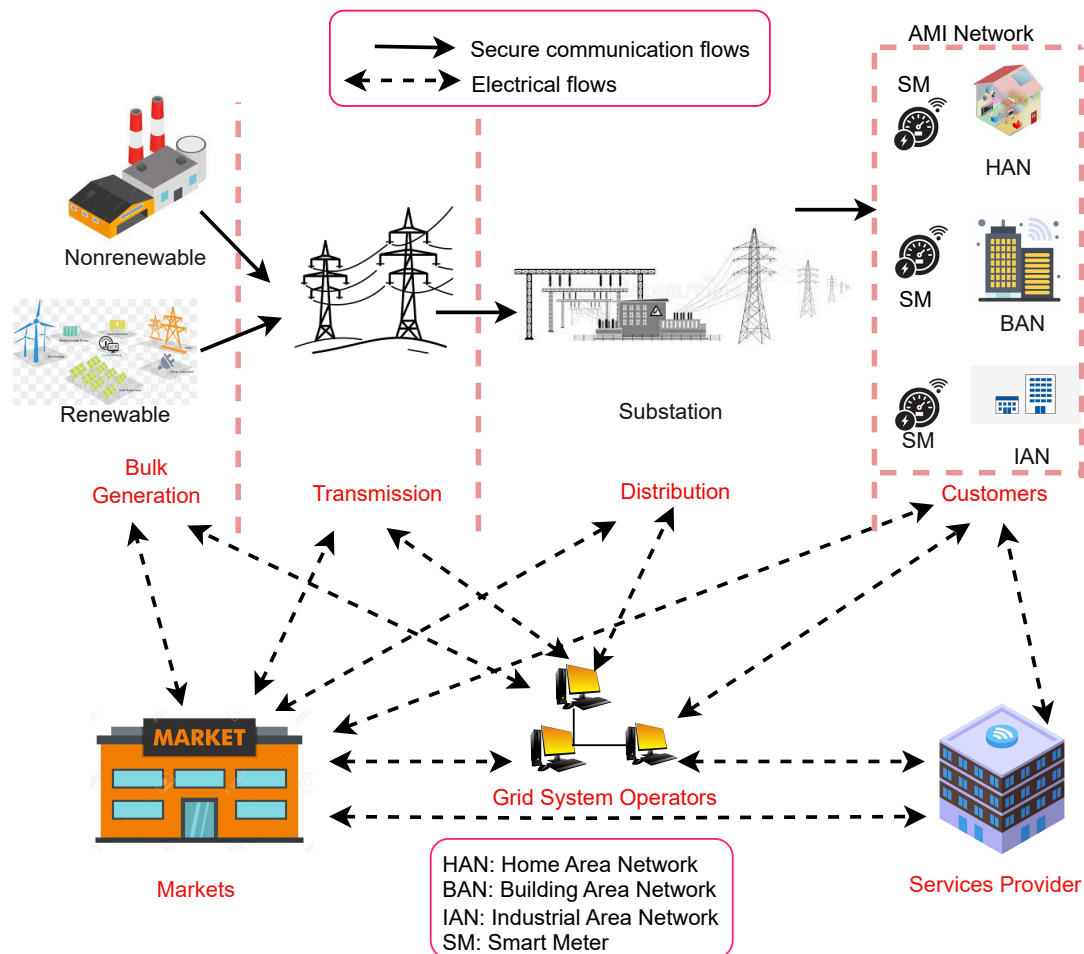 Secure communication flows
Electrical flows
AMI Network
SM
HAN
Nonrenewable
SM
BAN
Renewable
Substation
SM
IAN
Bulk
Generation
Transmission
Distribution
Customers
MARKET
Grid System Operators
Markets
Services Provider
HAN: Home Area Network
BAN: Building Area Network
IAN: Industrial Area Network
SM: Smart Meter